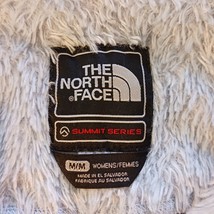 THE
NORTH
FACE
®
SUMMIT SERIES
M/M WOMENS/FEMMES
MADE IN EL SALVADOR
FABRIQUE AU SALVADOR